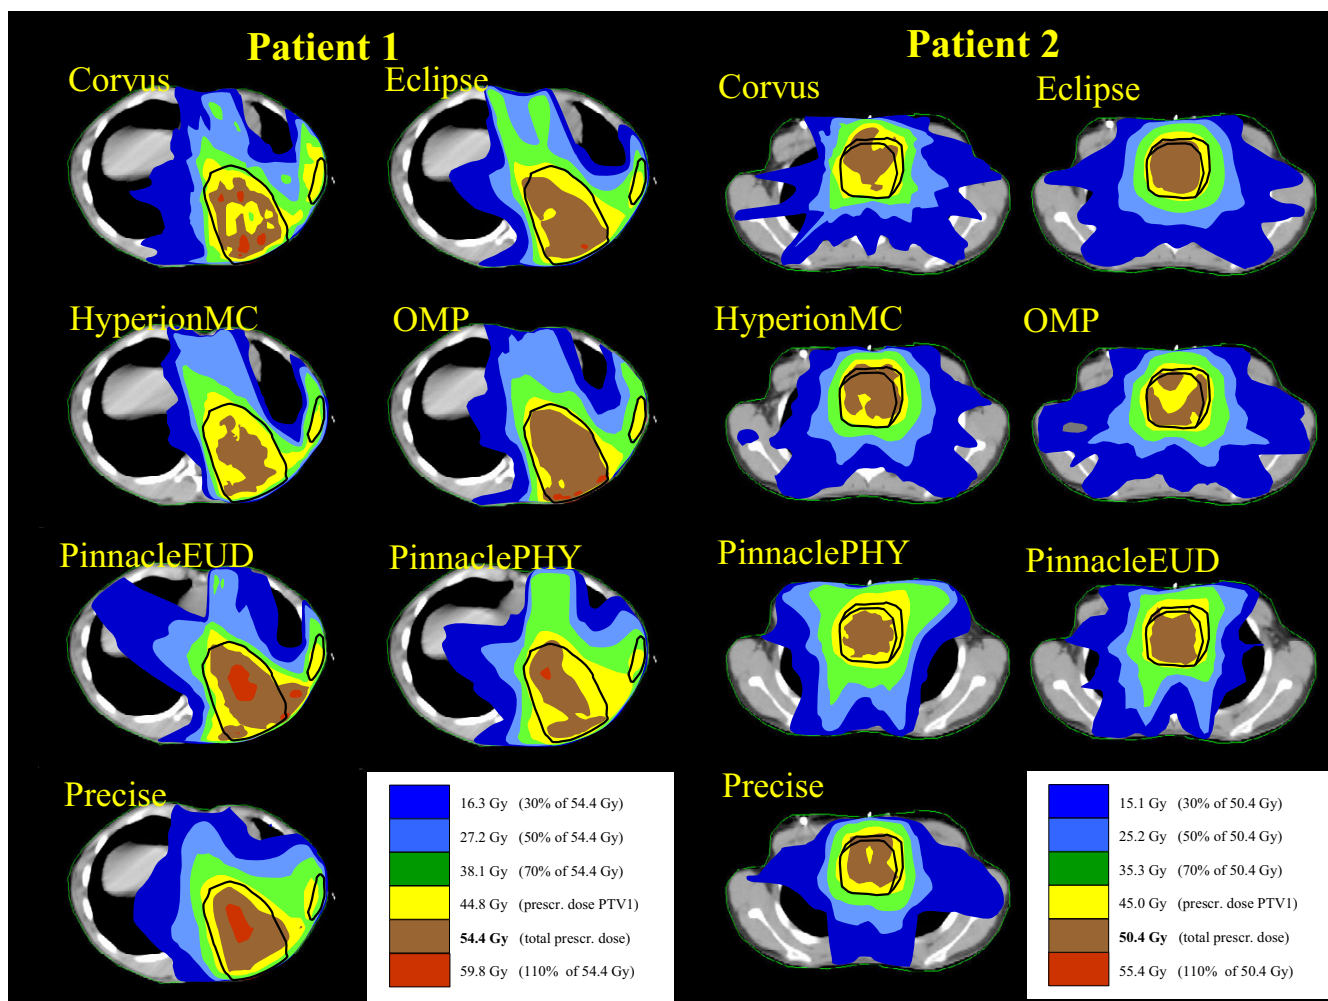 Patient 1
Patient 2
Corvus
Eclipse
Corvus
Eclipse
HyperionMC
OMP
HyperionMC
OMP
PinnacleEUD
PinnaclePHY
PinnaclePHY
PinnacleEUD
Precise
16.3 Gy (30% of 54.4 Gy)
27.2 Gy (50% of 54.4 Gy)
38.1 Gy (70% of 54.4 Gy)
44.8 Gy (prescr. dose PTV1)
54.4 Gy (total prescr. dose)
59.8 Gy (110% of 54.4 Gy)
Precise
15.1 Gy (30% of 50.4 Gy)
25.2 Gy (50% of 50.4 Gy)
35.3 Gy (70% of 50.4 Gy)
45.0 Gy (prescr. dose PTV1)
50.4 Gy (total prescr. dose)
55.4 Gy (110% of 50.4 Gy)